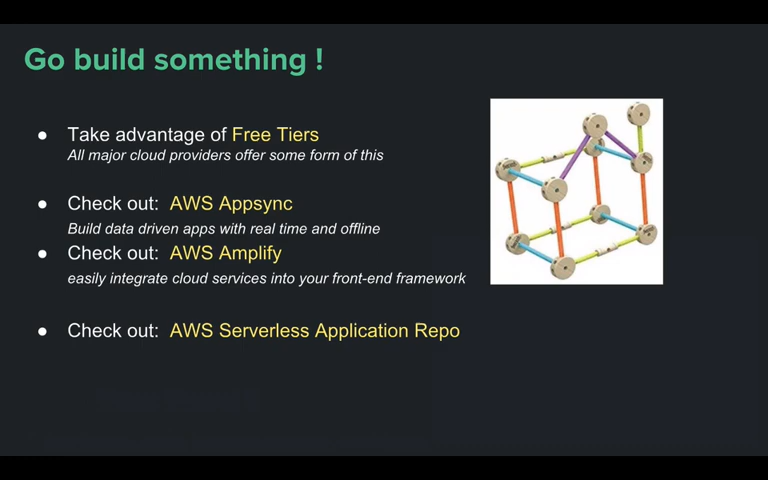 Go build something !
● Take advantage of Free Tiers
All major cloud providers offer some form of this
● Check out: AWS Appsync
Build data driven apps with real time and offline
● Check out: AWS Amplify
easily integrate cloud services into your front-end framework
● Check out: AWS Serverless Application Repo